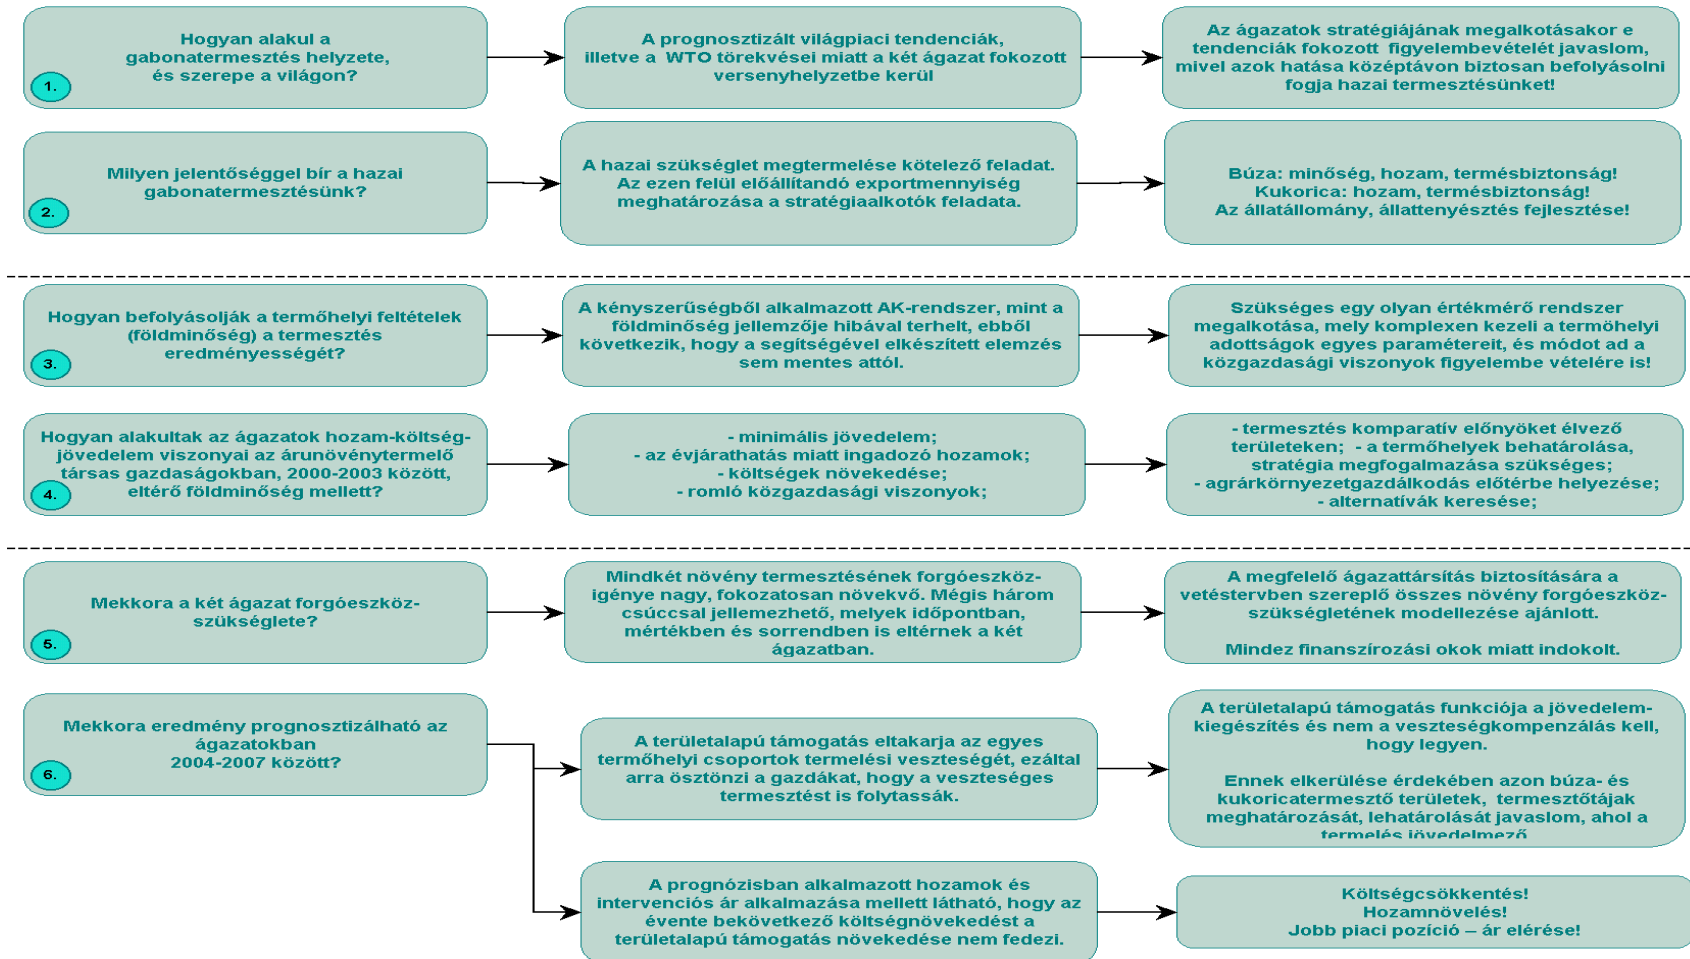 Hogyan alakul a
gabonatermesztés helyzete,
és szerepe a világon?
1.
A prognosztizált világpiaci tendenciák,
illetve a WTO törekvései miatt a két ágazat fokozott
versenyhelyzetbe kerül
Az ágazatok stratégiájának megalkotásakor e
tendenciák fokozott figyelembevételét javaslom,
mivel azok hatása középtávon biztosan befolyásolni
fogja hazai termesztésünket!
Milyen jelentőséggel bír a hazai
gabonatermesztésünk?
2.
A hazai szükséglet megtermelése kötelező feladat.
Az ezen felül előállítandó exportmennyiség
meghatározása a stratégiaalkotók feladata.
Búza: minőség, hozam, termésbiztonság!
Kukorica: hozam, termésbiztonság!
Az állatállomány, állattenyésztés fejlesztése!
Hogyan befolyásolják a termőhelyi feltételek
(földminőség) a termesztés
eredményességét?
3.
A kényszerűségből alkalmazott AK-rendszer, mint a
földminőség jellemzője hibával terhelt, ebből
következik, hogy a segítségével elkészített elemzés
sem mentes attól.
Szükséges egy olyan értékmérő rendszer
megalkotása, mely komplexen kezeli a termöhelyi
adottságok egyes paramétereit, és módot ad a
közgazdasági viszonyok figyelembe vételére is!
Hogyan alakultak az ágazatok hozam-költség-
jövedelem viszonyai az árunövénytermelő
társas gazdaságokban, 2000-2003 között,
eltérő földminőség mellett?
4.
- minimális jövedelem;
- az évjárathatás miatt ingadozó hozamok;
- költségek növekedése;
- romló közgazdasági viszonyok;
- termesztés komparatív előnyöket élvező
területeken; - a termőhelyek behatárolása,
stratégia megfogalmazása szükséges;
- agrárkörnyezetgazdálkodás előtérbe helyezése;
- alternatívák keresése;
Mekkora a két ágazat forgóeszköz-
szükséglete?
5.
Mindkét növény termesztésének forgóeszköz-
igénye nagy, fokozatosan növekvő. Mégis három
csúccsal jellemezhető, melyek időpontban,
mértékben és sorrendben is eltérnek a két
ágazatban.
A megfelelő ágazattársítás biztosítására a
vetéstervben szereplő összes növény forgóeszköz-
szükségletének modellezése ajánlott.
Mindez finanszírozási okok miatt indokolt.
Mekkora eredmény prognosztizálható az
ágazatokban
2004-2007 között?
6.
A területalapú támogatás eltakarja az egyes
termőhelyi csoportok termelési veszteségét, ezáltal
arra ösztönzi a gazdákat, hogy a veszteséges
termesztést is folytassák.
A területalapú támogatás funkciója a jövedelem-
kiegészítés és nem a veszteségkompenzálás kell,
hogy legyen.
Ennek elkerülése érdekében azon búza- és
kukoricatermesztő területek, termesztőtájak
meghatározását, lehatárolását javaslom, ahol a
termelés jövedelmező
A prognózisban alkalmazott hozamok és
intervenciós ár alkalmazása mellett látható, hogy az
évente bekövetkező költségnövekedést a
területalapú támogatás növekedése nem fedezi.
Költségcsökkentés!
Hozamnövelés!
Jobb piaci pozíció – ár elérése!